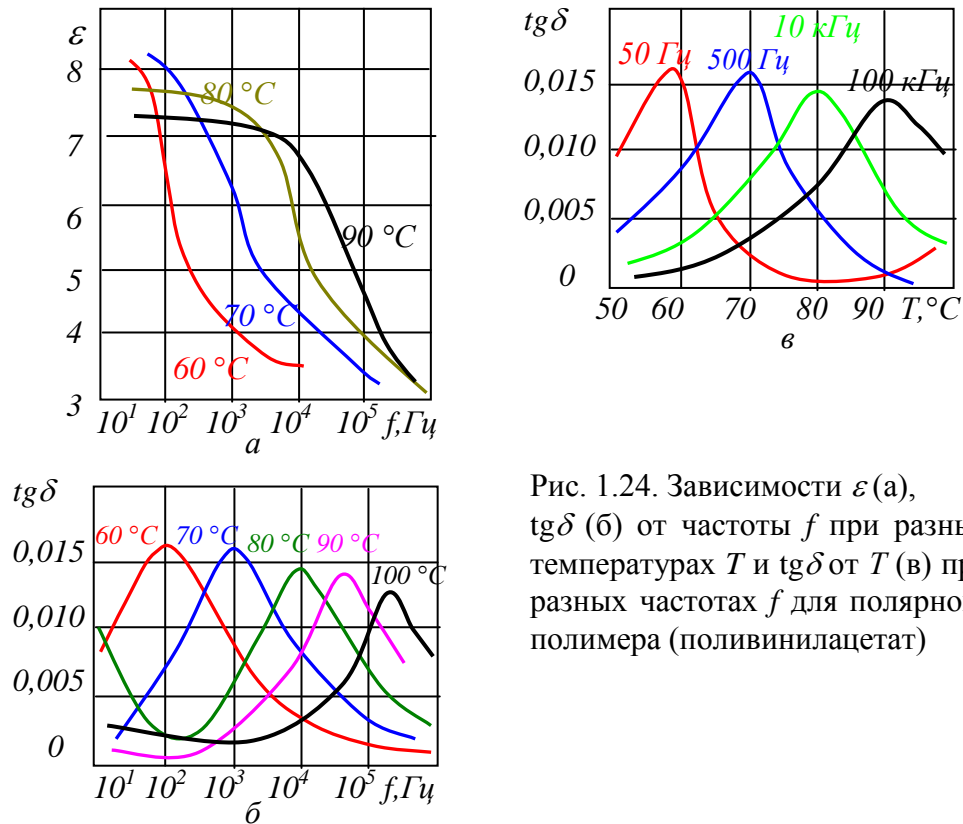 ε
8
7
6
5
4
3
80 °C
90 °C
70 °C
60 °C
10¹ 10² 10³ 10⁴ 10⁵ f,Гц
а
tgδ
0,015
0,010
0,005
0
50 Гц
500 Гц
10 кГц
100 кГц
50 60 70 80 90 T,°C
в
tgδ
0,015
0,010
0,005
0
60 °C 70 °C 80 °C 90 °C
100 °C
10¹ 10² 10³ 10⁴ 10⁵ f,Гц
б
Рис. 1.24. Зависимости ε (а),
tgδ (б) от частоты f при разны
температурах T и tgδ от T (в) пр
разных частотах f для полярно
полимера (поливинилацетат)